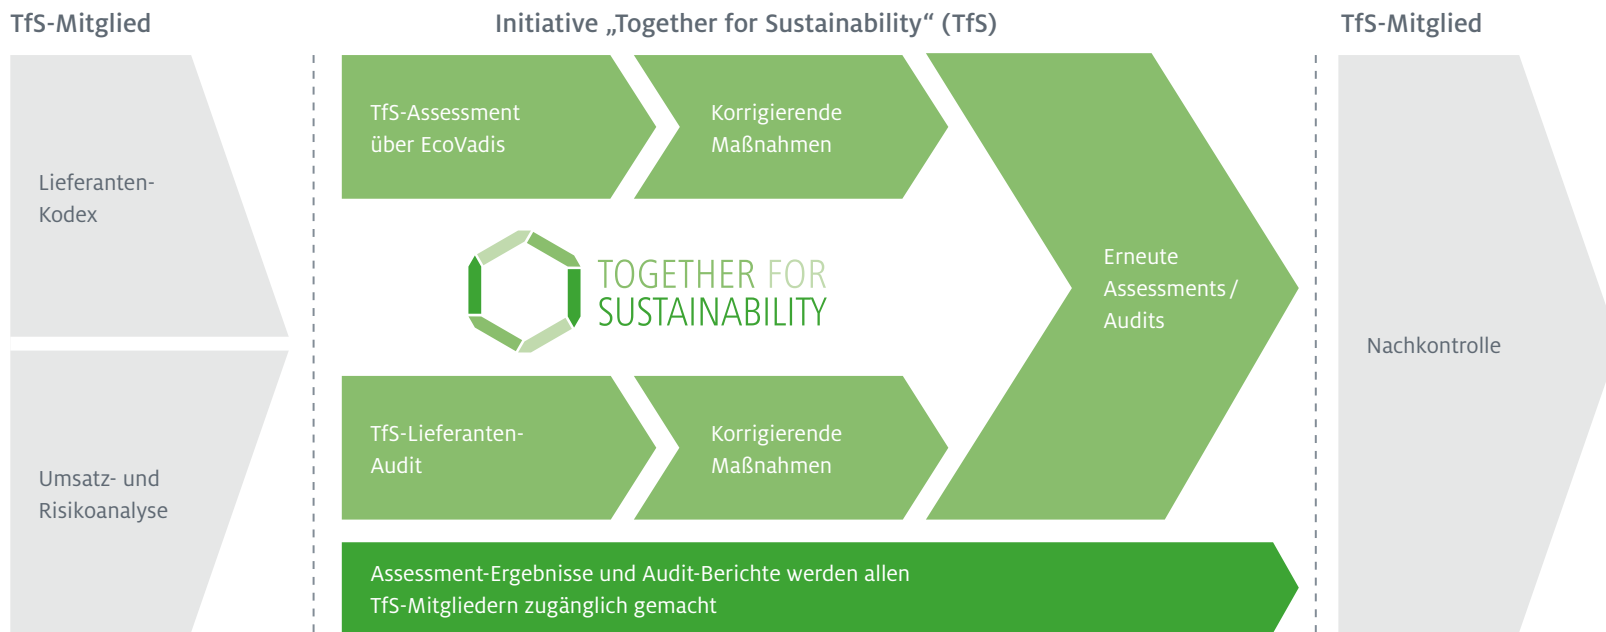 TfS-Mitglied
Initiative „Together for Sustainability“ (TfS)
TfS-Mitglied
Lieferanten-
Kodex
Umsatz- und
Risikoanalyse
TfS-Assessment
über EcoVadis
Korrigierende
Maßnahmen
TOGETHER FOR
SUSTAINABILITY
TfS-Lieferanten-
Audit
Korrigierende
Maßnahmen
Erneute
Assessments /
Audits
Assessment-Ergebnisse und Audit-Berichte werden allen
TfS-Mitgliedern zugänglich gemacht
Nachkontrolle